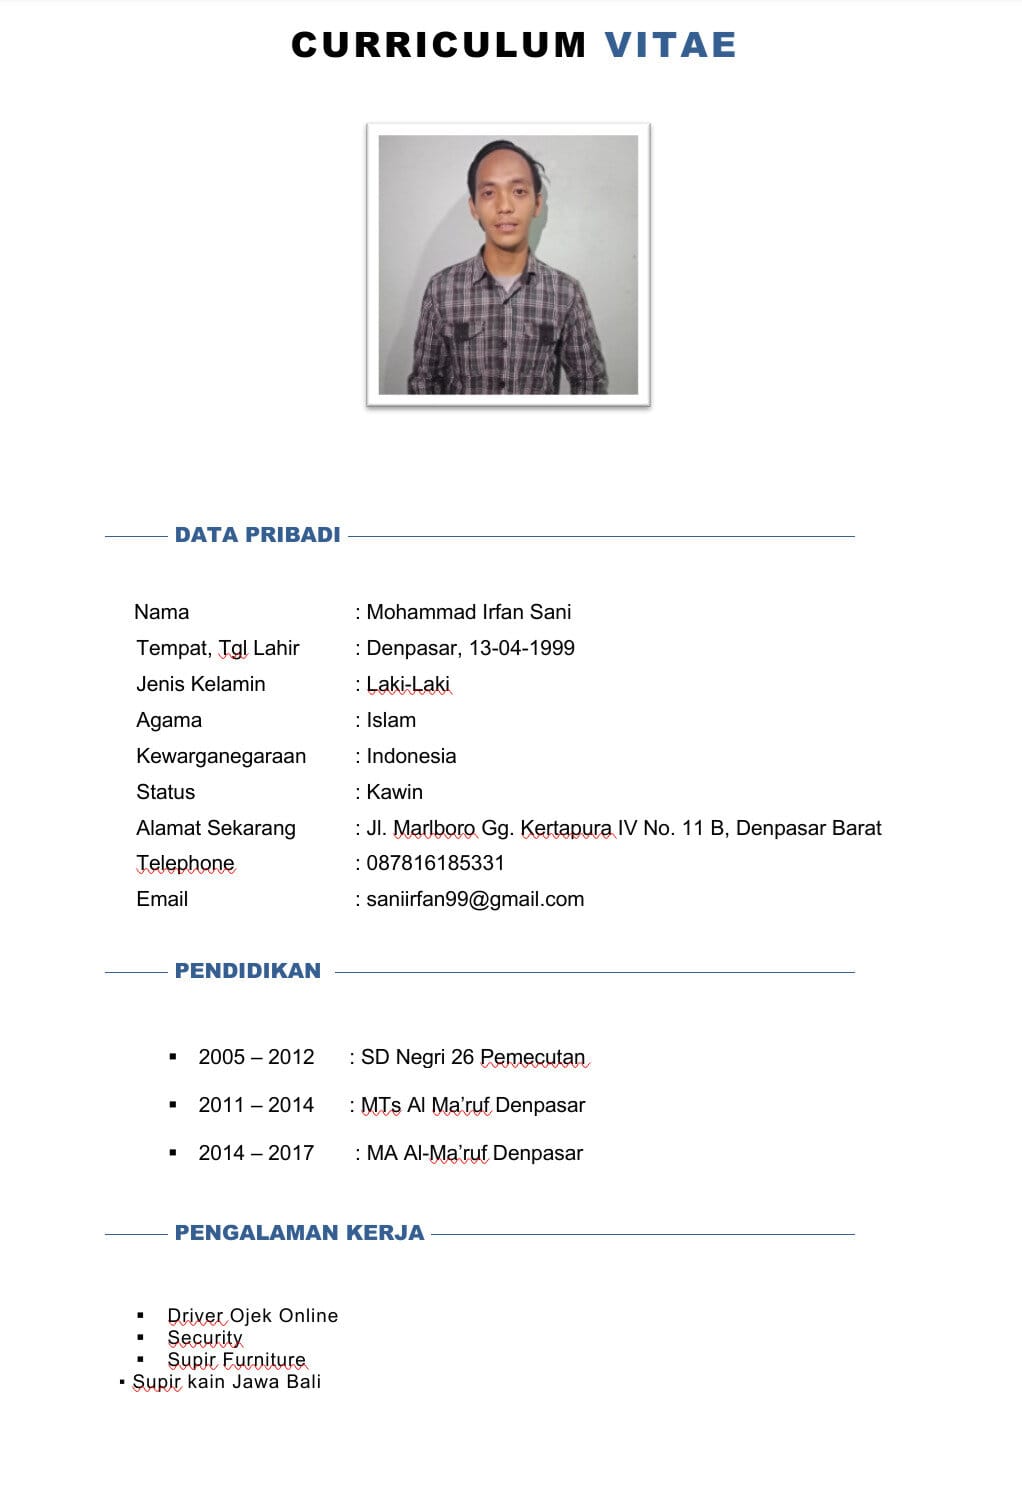 CURRICULUM VITAE
DATA PRIBADI
Nama : Mohammad Irfan Sani
Tempat, Tgl Lahir : Denpasar, 13-04-1999
Jenis Kelamin : Laki-Laki
Agama : Islam
Kewarganegaraan : Indonesia
Status : Kawin
Alamat Sekarang : Jl. Marlboro Gg. Kertapura IV No. 11 B, Denpasar Barat
Telephone : 087816185331
Email : saniirfan99@gmail.com
PENDIDIKAN
▪ 2005 – 2012 : SD Negri 26 Pemecutan
▪ 2011 – 2014 : MTs Al Ma’ruf Denpasar
▪ 2014 – 2017 : MA Al-Ma’ruf Denpasar
PENGALAMAN KERJA
▪ Driver Ojek Online
▪ Security
▪ Supir Furniture
▪ Supir kain Jawa Bali